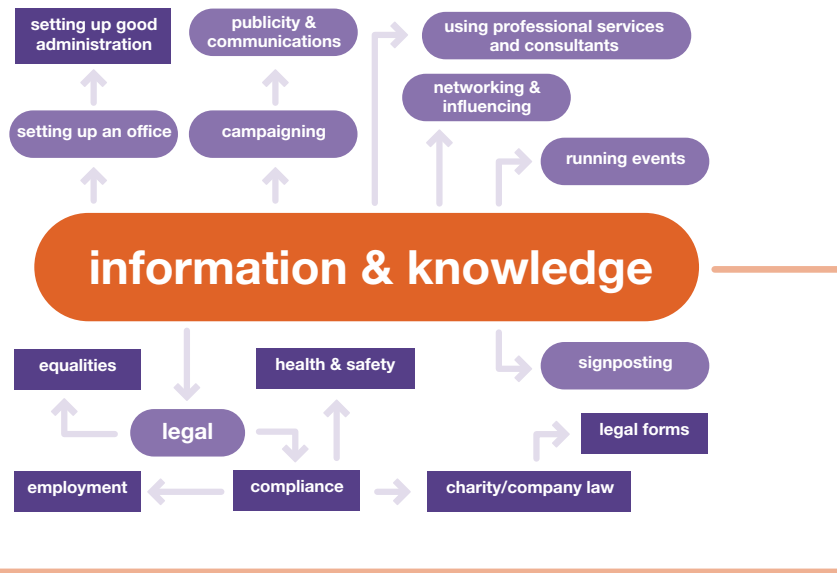 setting up good
administration
publicity &
communications
using professional services
and consultants
networking &
influencing
setting up an office
campaigning
running events
information & knowledge
equalities
health & safety
signposting
legal
legal forms
employment
compliance
charity/company law